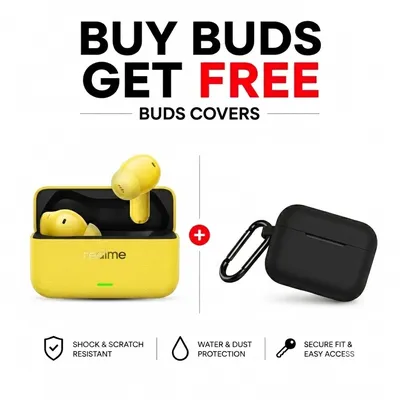 BUY BUDS
GET FREE
BUDS COVERS
realme
+
SHOCK & SCRATCH
RESISTANT
WATER & DUST
PROTECTION
SECURE FIT &
EASY ACCESS